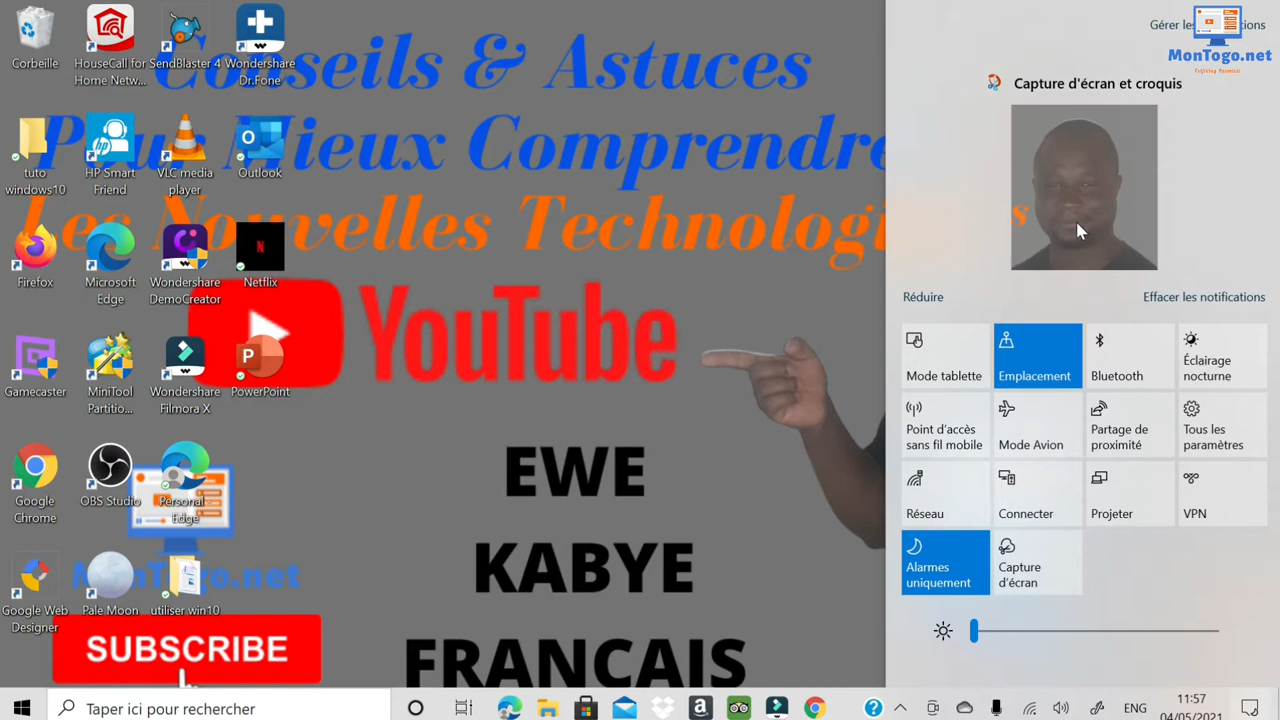 Corbeille
HouseCall for
Home Netw...
SendBlaster 4
Wondershare
Dr.Fone
Conseils & Astuces
Pour Mieux Comprendre
Les Nouvelles Technologi
s
tuto
windows10
HP Smart
Friend
VLC media
player
Outlook
Firefox
Microsoft
Edge
Wondershare
DemoCreator
Netflix
YouTube
Gamecaster
MiniTool
Partitio...
Wondershare
Filmora X
PowerPoint
EWE
KABYE
FRANCAIS
Google
Chrome
OBS Studio
Personal -
Edge
MonTogo.net
Google Web
Designer
Pale Moon
utiliser win10
SUBSCRIBE
Gérer les
tions
MonTogo.net
Capture d'écran et croquis
Réduire
Effacer les notifications
Mode tablette
Emplacement
Bluetooth
Éclairage
nocturne
Point d'accès
sans fil mobile
Mode Avion
Partage de
proximité
Tous les
paramètres
Réseau
Connecter
Projeter
VPN
Alarmes
uniquement
Capture
d'écran
Taper ici pour rechercher
ENG
11:57
04/05/2021